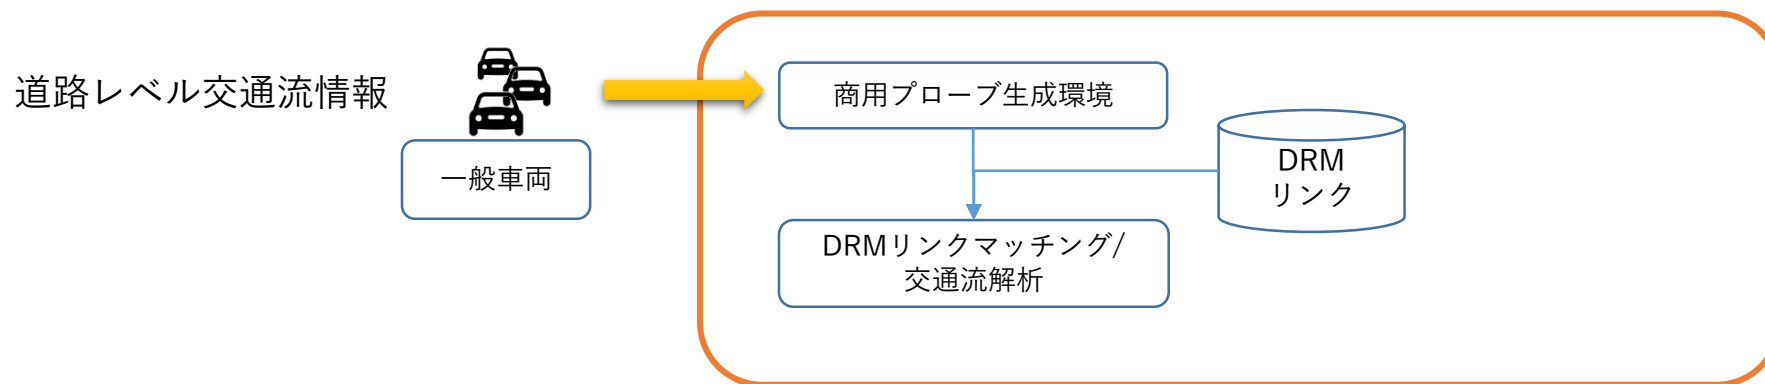 道路レベル交通流情報
一般車両
商用プローブ生成環境
DRM
リンク
DRMリンクマッチング/
交通流解析